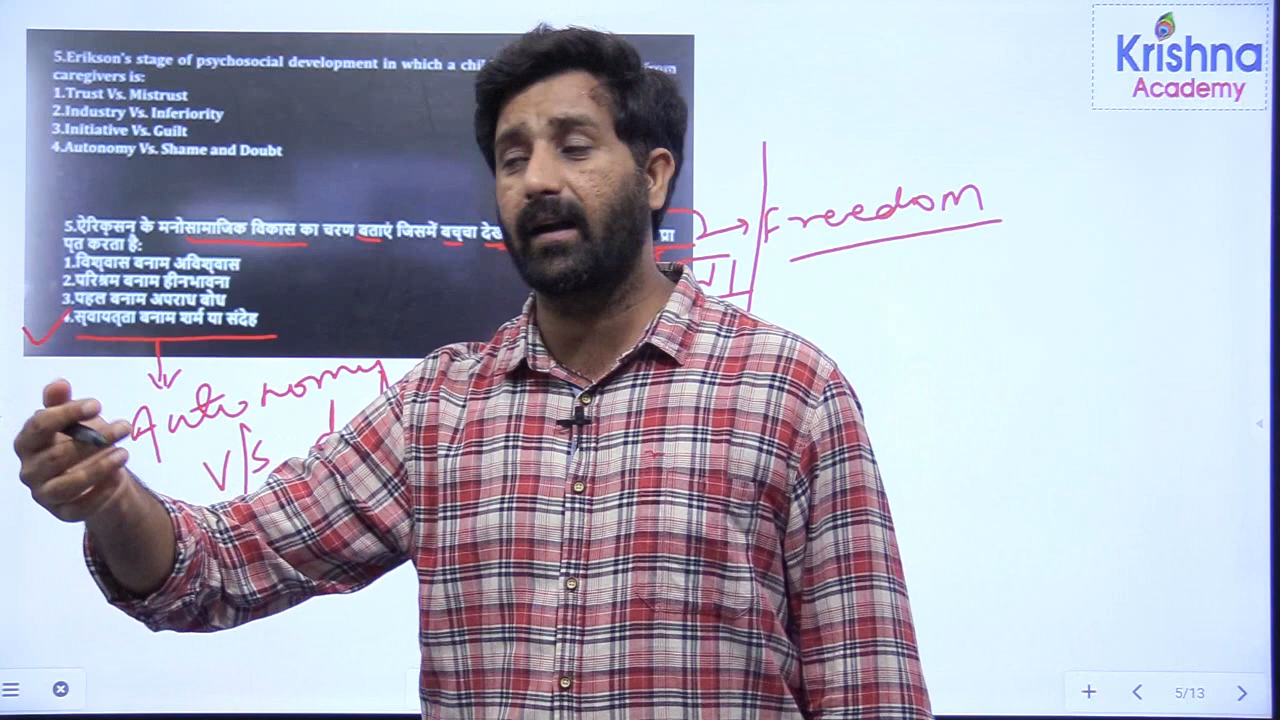 5.Erikson's stage of psychosocial development in which a from
caregivers is:
1.Trust Vs. Mistrust
2.Industry Vs. Inferiority
3.Initiative Vs. Guilt
4.Autonomy Vs. Shame and Doubt
5.ऐरिक्सन के मनोसामाजिक विकास का चरण बताएं जिसमें बच्चा प्रा
प्त करता है:
1.विश्वास बनाम अविश्वास
2.परिश्रम बनाम हीनभावना
3.पहल बनाम अपराध बोध
4.स्वायत्तता बनाम शर्म या संदेह
Autonomy
V/s
Freedom
Krishna
Academy
5/13